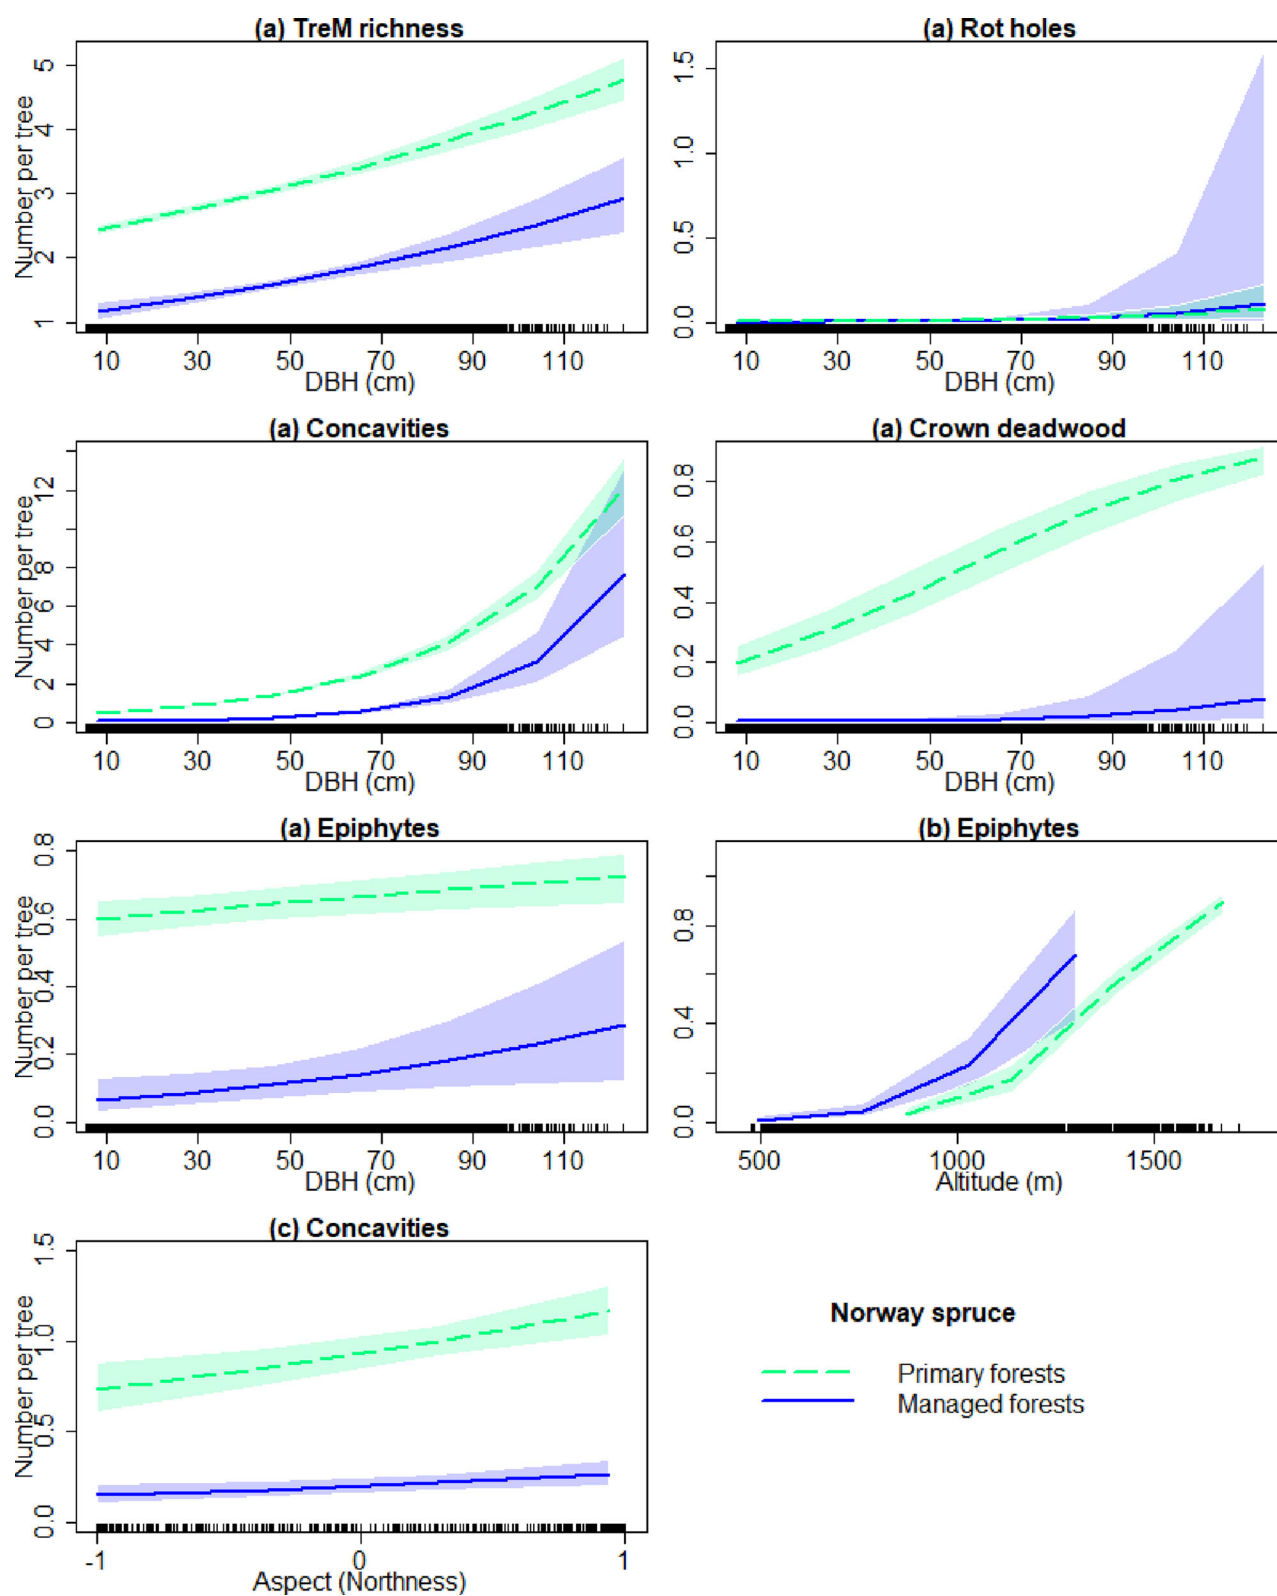 (a) TreM richness
Number per tree
1 2 3 4 5
10 30 50 70 90 110
DBH (cm)
(a) Rot holes
0.0 0.5 1.0 1.5
10 30 50 70 90 110
DBH (cm)
(a) Concavities
Number per tree
0 2 4 6 8 12
10 30 50 70 90 110
DBH (cm)
(a) Crown deadwood
0.0 0.2 0.4 0.6 0.8
10 30 50 70 90 110
DBH (cm)
(a) Epiphytes
Number per tree
0.0 0.2 0.4 0.6 0.8
10 30 50 70 90 110
DBH (cm)
(b) Epiphytes
0.0 0.4 0.8
500 1000 1500
Altitude (m)
(c) Concavities
Number per tree
0.0 0.5 1.0 1.5
-1 0 1
Aspect (Northness)
Norway spruce
Primary forests
Managed forests